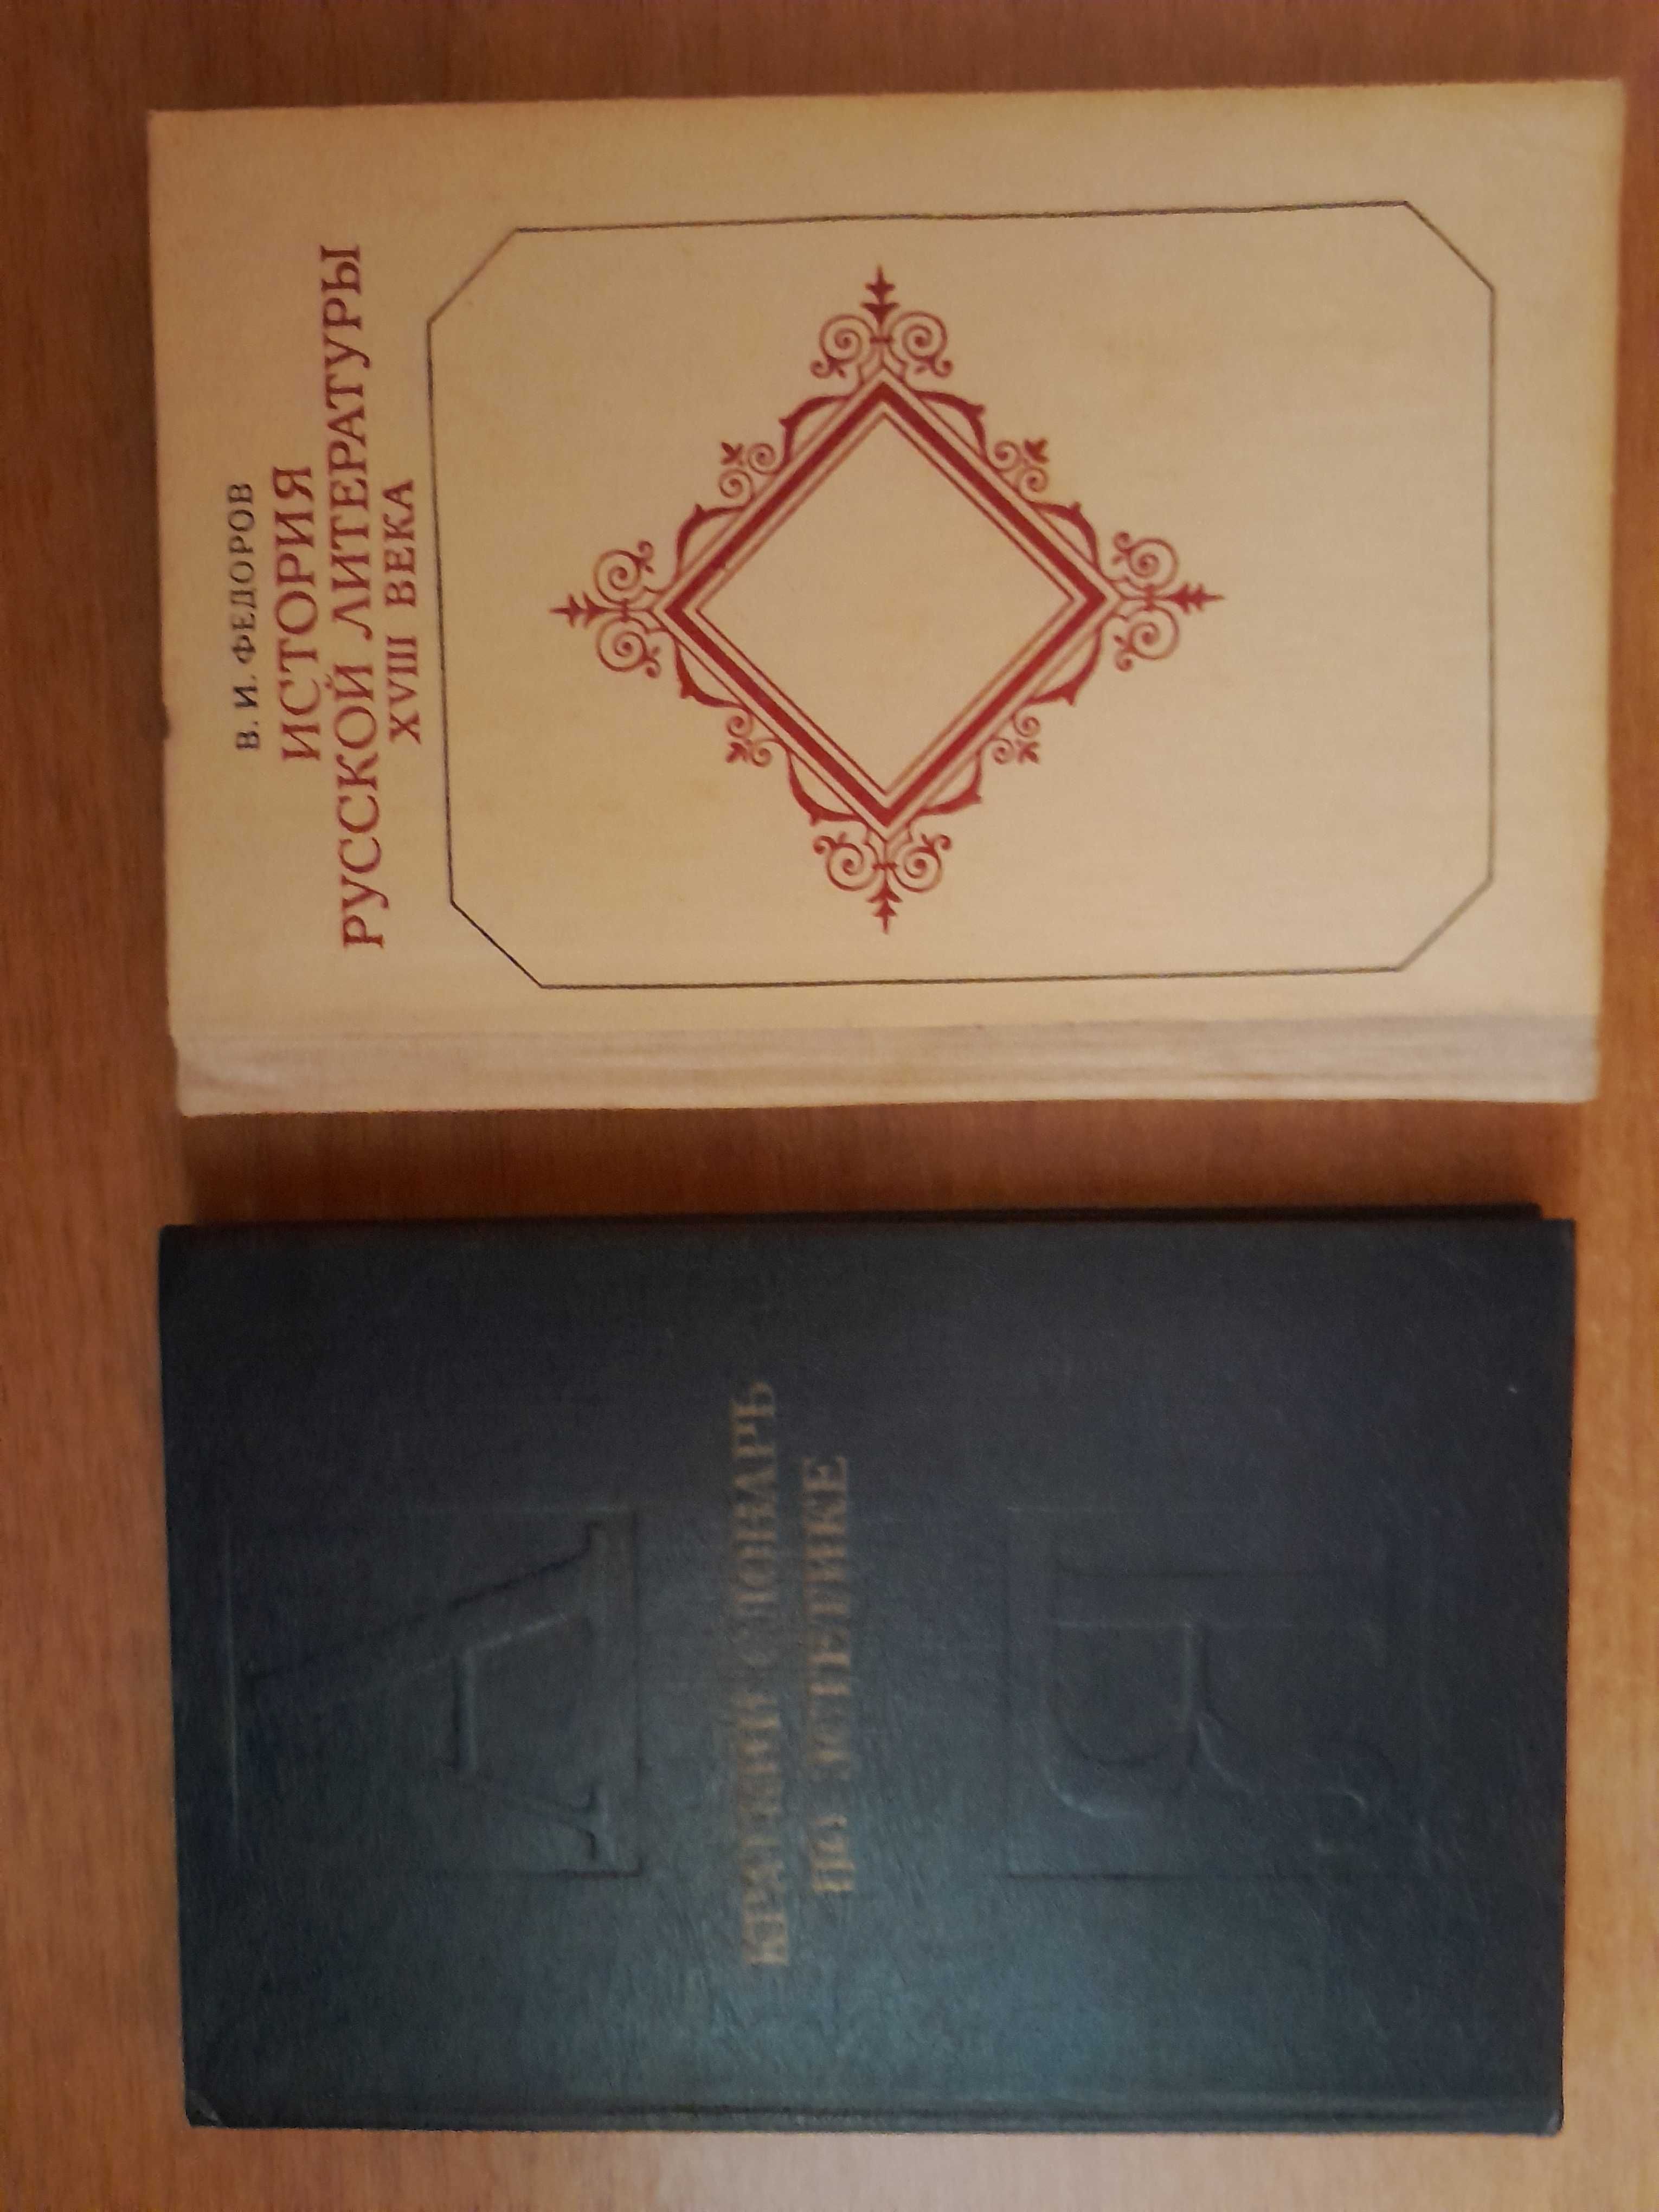 В. И. ФЕДОРОВ
ИСТОРИЯ
РУССКОЙ ЛИТЕРАТУРЫ
XVIII ВЕКА
А
КРАТКИЙ СЛОВАРЬ
ПО ЭСТЕТИКЕ
Я